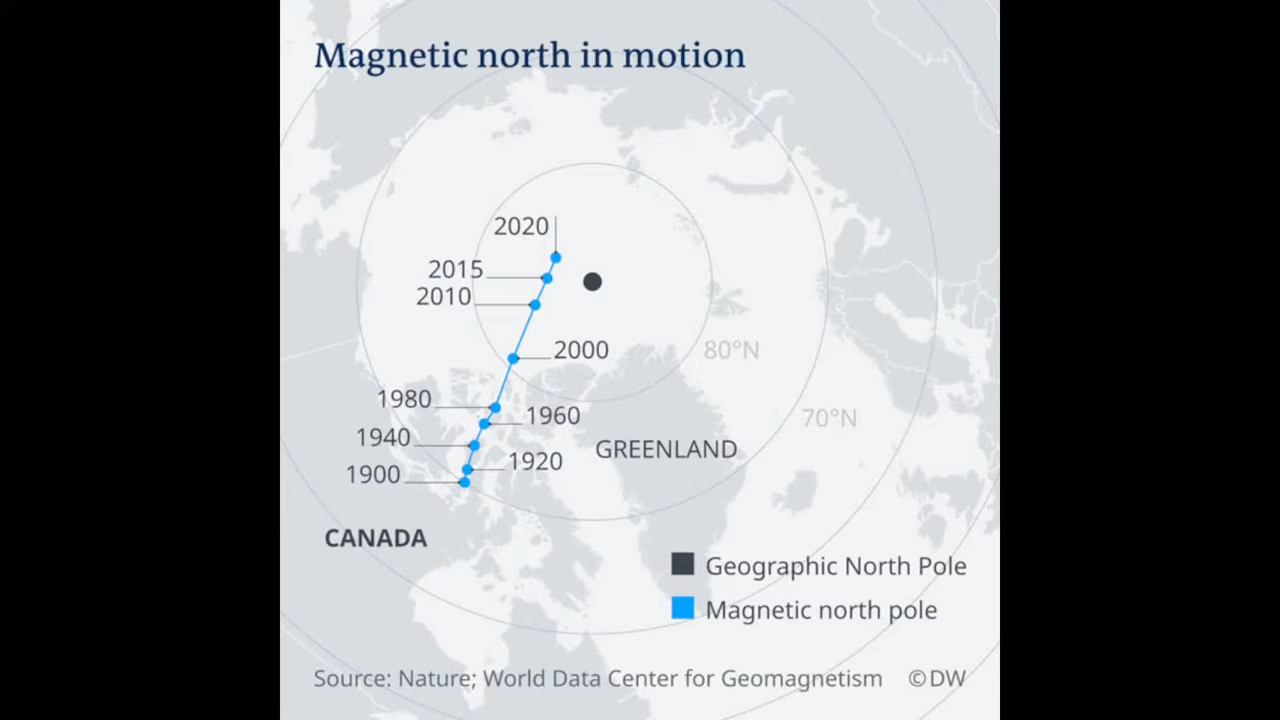 Magnetic north in motion
2020
2015
2010
2000
80°N
1980
1960
70°N
1940
GREENLAND
1920
1900
CANADA
Geographic North Pole
Magnetic north pole
Source: Nature; World Data Center for Geomagnetism ©DW